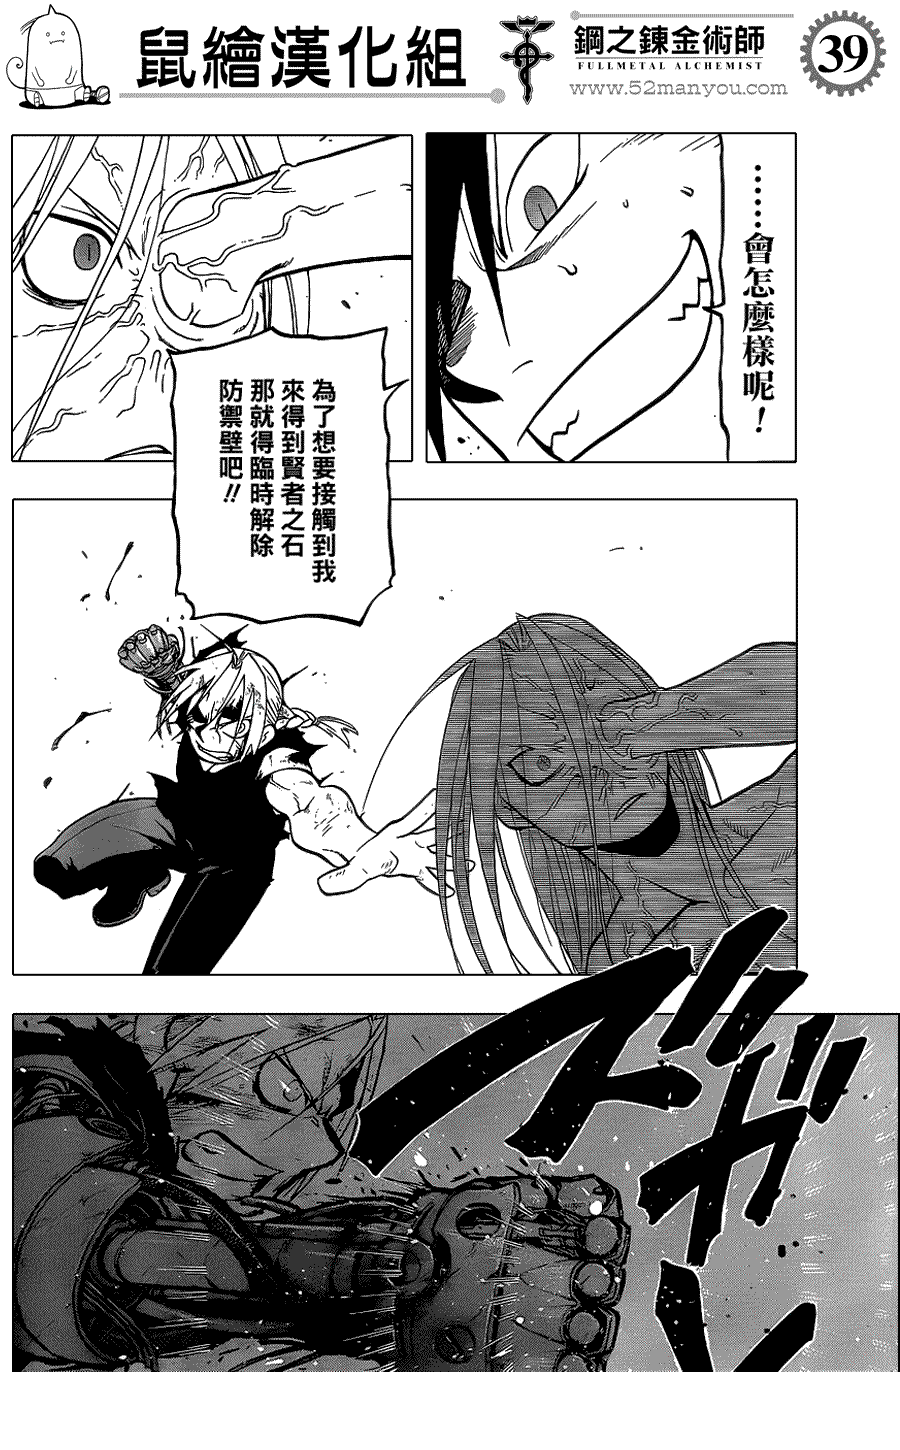 鼠繪漢化組
鋼之鍊金術師
FULLMETAL ALCHEMIST
www.52manyou.com
39
……會怎麼樣呢！
為了想要接觸到我
來得到賢者之石
那就得臨時解除
防禦壁吧!!
ズガッ